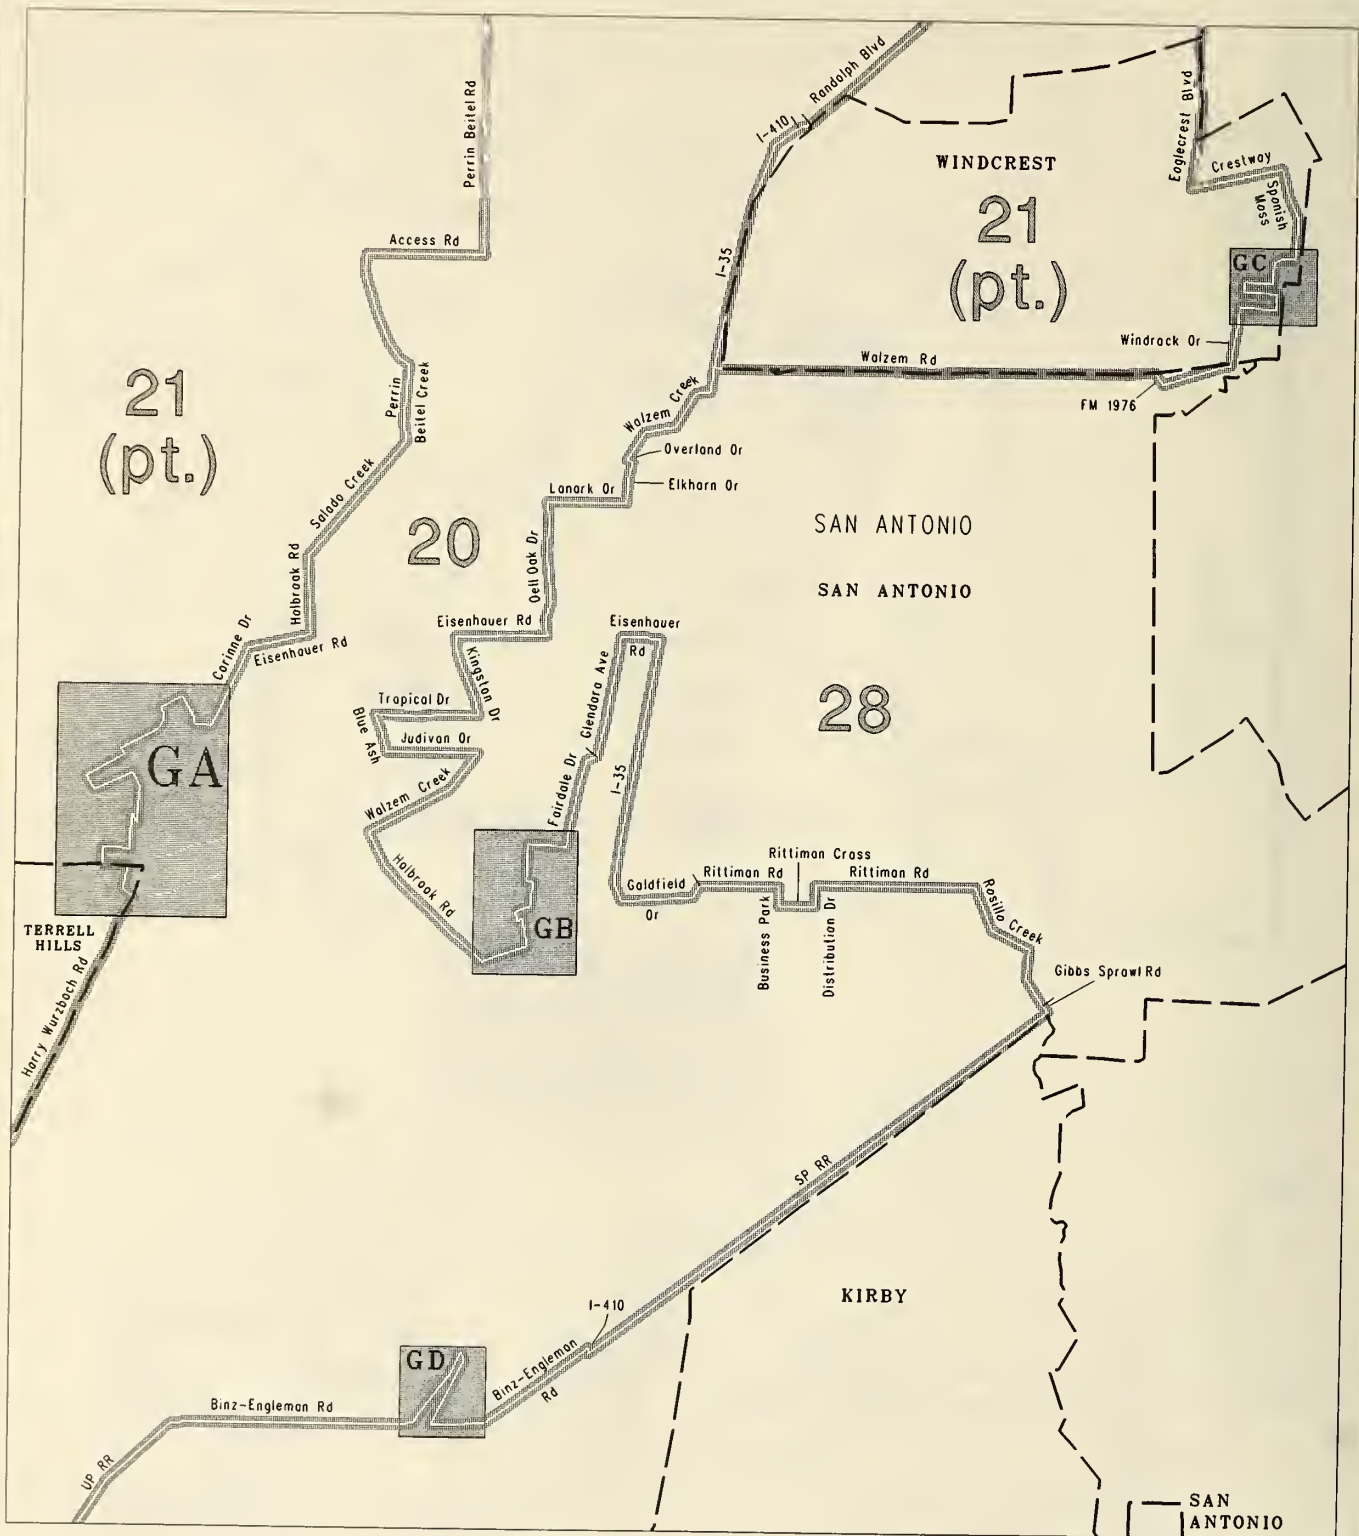 Randolph Blvd
Perrin Beitel Rd
I-410
Eaglecrest Blvd
WINDCREST
Crestway
Spanish
Moss
21
(pt.)
Access Rd
I-35
GC
Windrock Dr
Walzem Rd
FM 1976
21
(pt.)
Perrin
Beitel Creek
Walzem Creek
Overland Dr
Elkhorn Dr
Lanark Dr
Salado Creek
20
SAN ANTONIO
SAN ANTONIO
Holbrook Rd
Dell Oak Dr
Eisenhauer Rd
Eisenhauer
Rd
Corinne Dr
Eisenhauer Rd
Kingston Dr
Glendora Ave
Tropical Dr
Blue Ash
Judivan Dr
28
GA
Walzem Creek
Fairdale Dr
I-35
Holbrook Rd
Rittiman Cross
Goldfield
Dr
Rittiman Rd
Rittiman Rd
Business Park
Distribution Dr
Rosillo Creek
GB
TERRELL
HILLS
Harry Wurzbach Rd
Gibbs Sprawl Rd
SP RR
KIRBY
I-410
GD
Binz-Engleman
Rd
Binz-Engleman Rd
UP RR
SAN
ANTONIO